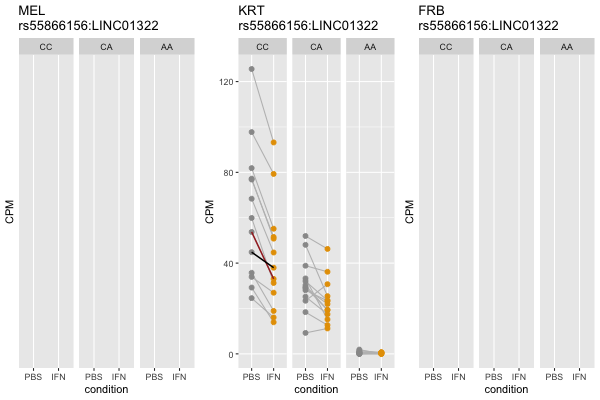 MEL
rs55866156:LINC01322
CC CA AA
CPM
PBS IFN PBS IFN PBS IFN
condition
KRT
rs55866156:LINC01322
CC CA AA
120
80
40
0
CPM
PBS IFN PBS IFN PBS IFN
condition
FRB
rs55866156:LINC01322
CC CA AA
CPM
PBS IFN PBS IFN PBS IFN
condition